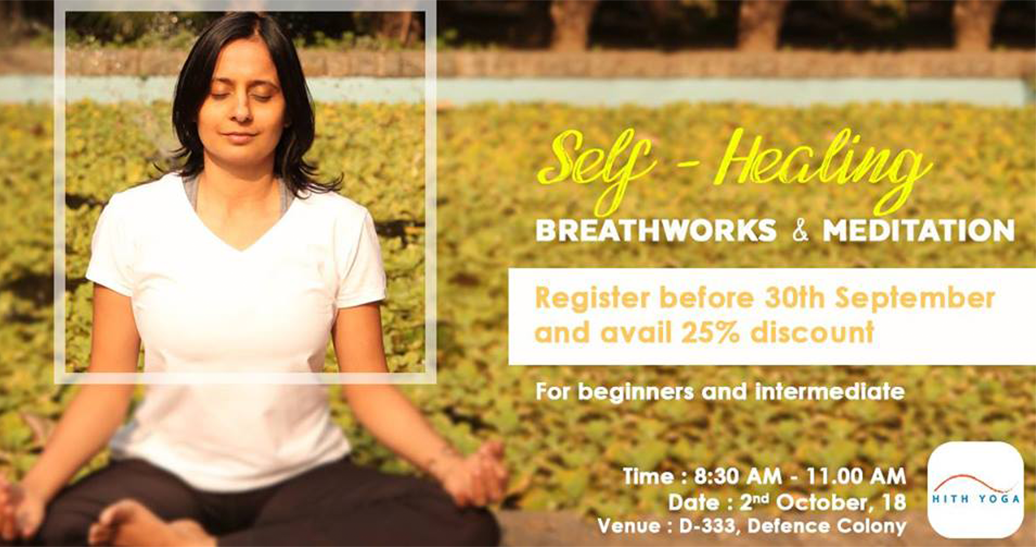 Self - Healing
BREATHWORKS & MEDITATION
Register before 30th September
and avail 25% discount
For beginners and intermediate
Time : 8:30 AM - 11.00 AM
Date : 2nd October, 18
Venue : D-333, Defence Colony
HITH YOGA